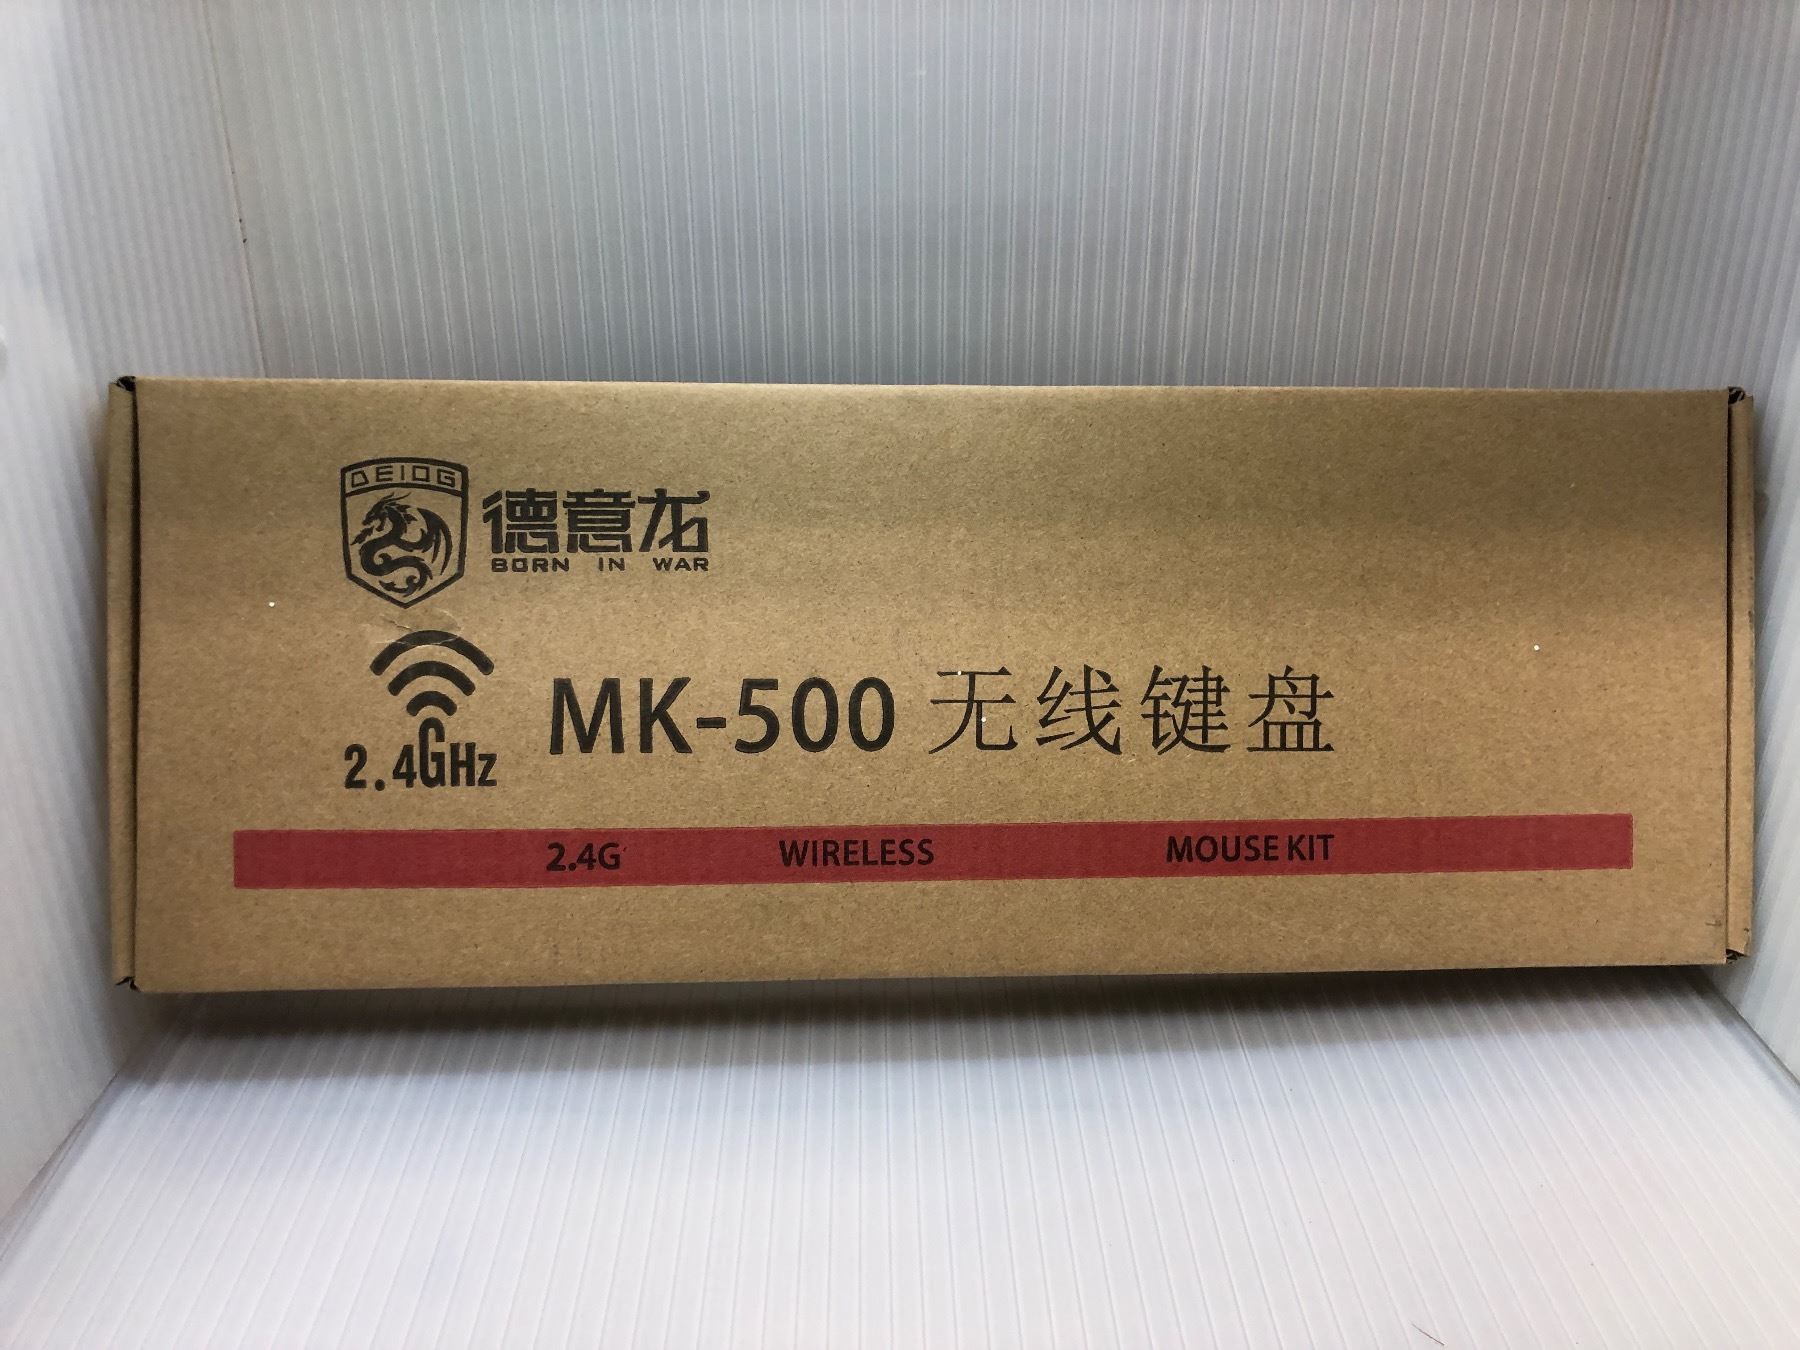 DEIOG
德意龙
BORN IN WAR
2.4GHz
MK-500 无线键盘
2.4G WIRELESS MOUSE KIT